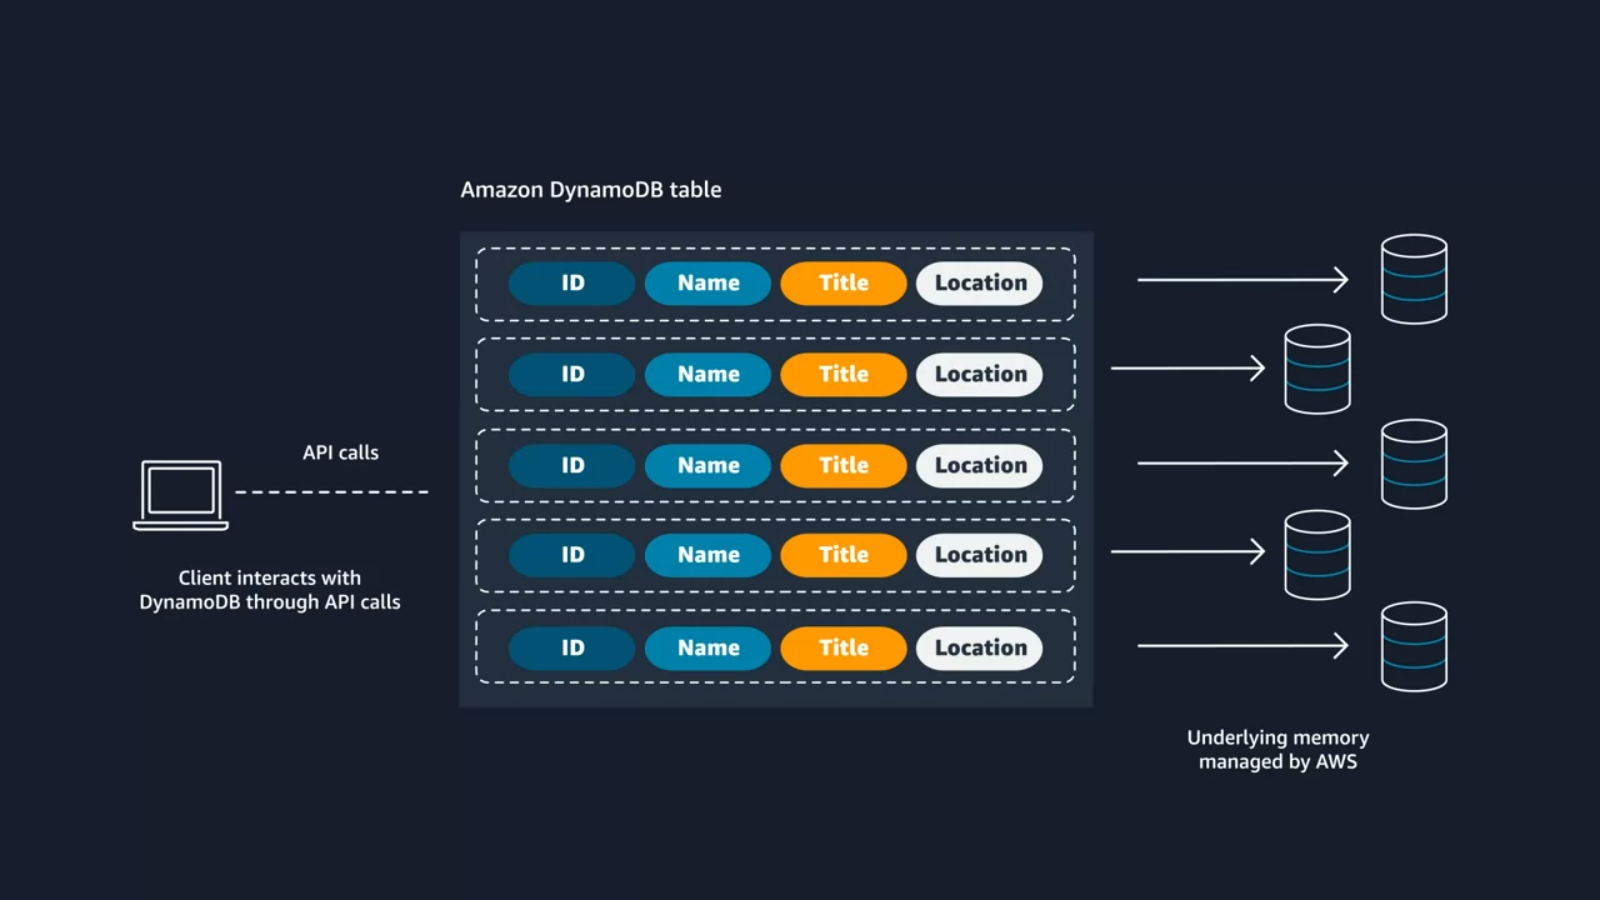 Amazon DynamoDB table
ID Name Title Location
ID Name Title Location
API calls
ID Name Title Location
ID Name Title Location
Client interacts with
DynamoDB through API calls
ID Name Title Location
Underlying memory
managed by AWS